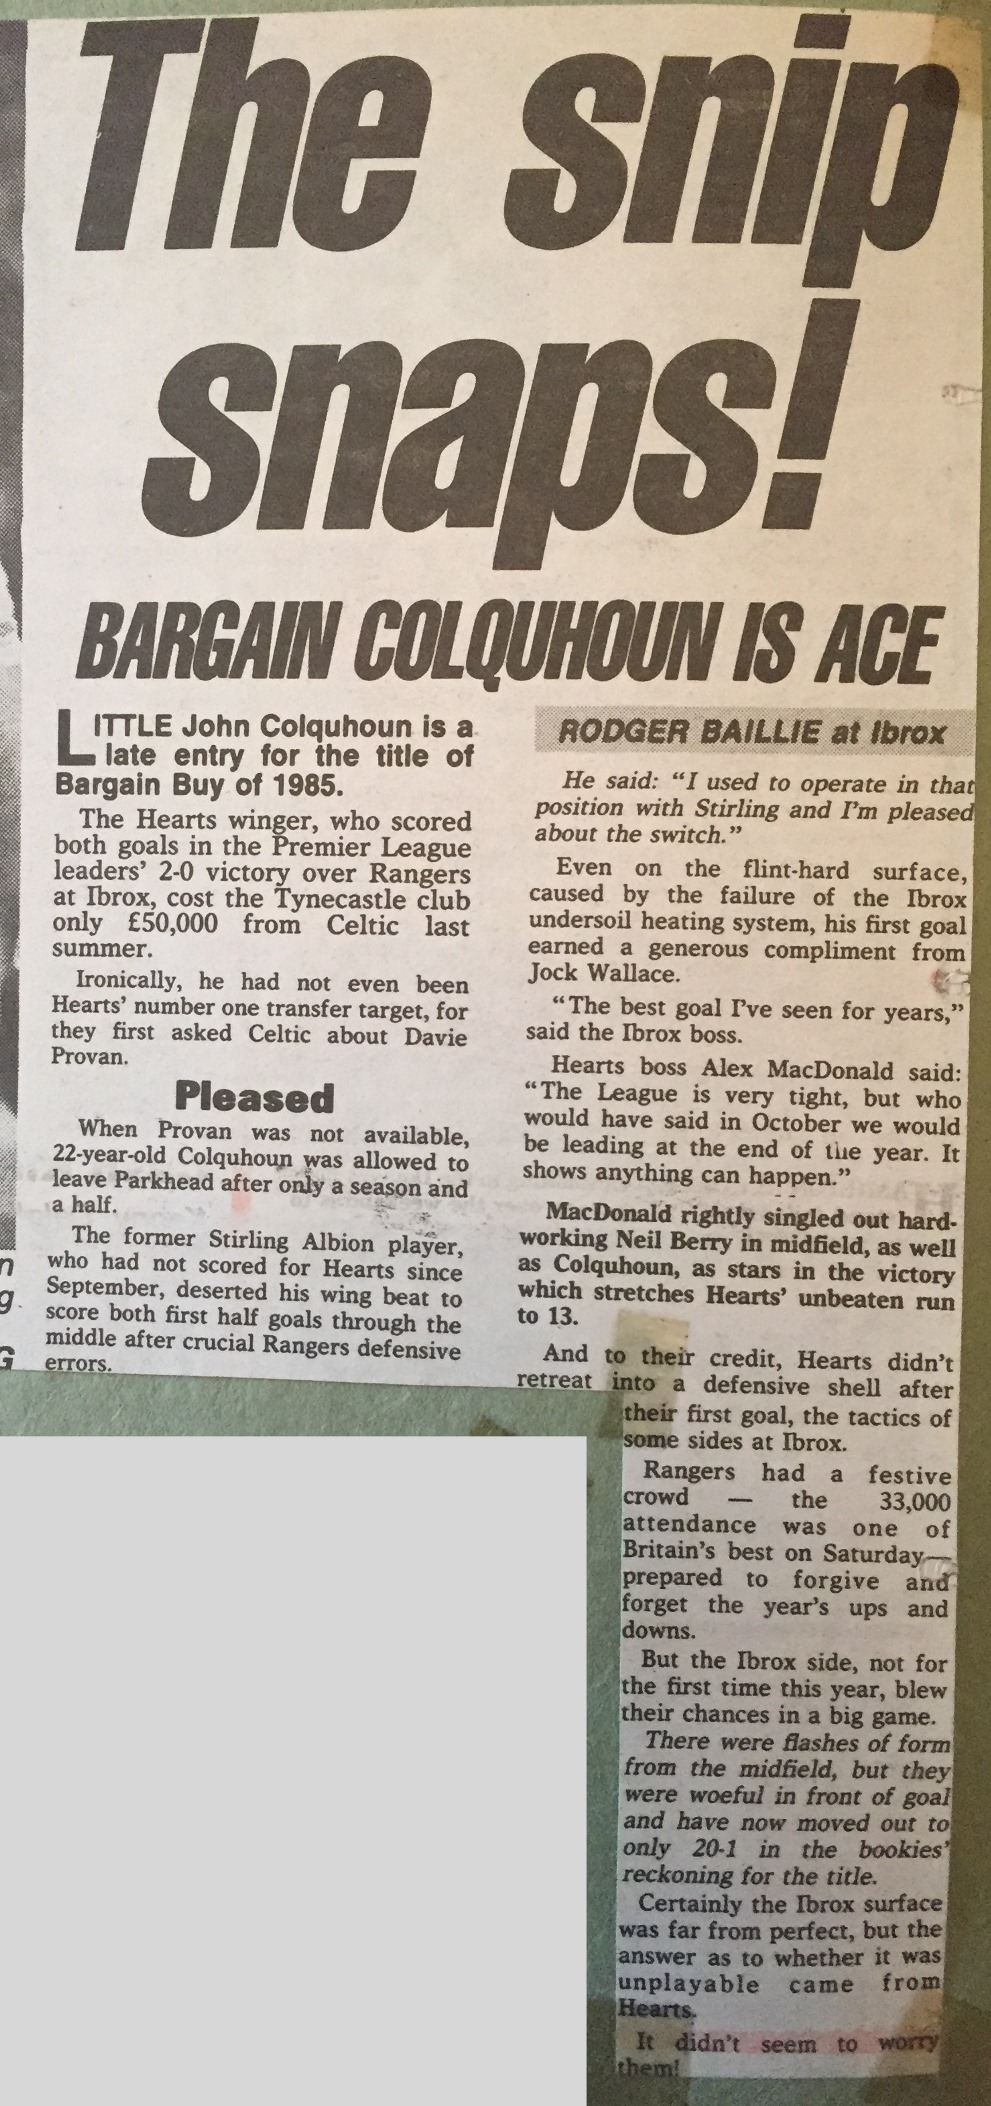 The snip
snaps!
BARGAIN COLQUHOUN IS ACE
LITTLE John Colquhoun is a
late entry for the title of
Bargain Buy of 1985.
The Hearts winger, who scored
both goals in the Premier League
leaders' 2-0 victory over Rangers
at Ibrox, cost the Tynecastle club
only £50,000 from Celtic last
summer.
Ironically, he had not even been
Hearts' number one transfer target, for
they first asked Celtic about Davie
Provan.
Pleased
When Provan was not available,
22-year-old Colquhoun was allowed to
leave Parkhead after only a season and
a half.
The former Stirling Albion player,
who had not scored for Hearts since
September, deserted his wing beat to
score both first half goals through the
middle after crucial Rangers defensive
errors.
RODGER BAILLIE at Ibrox
He said: “I used to operate in that
position with Stirling and I'm pleased
about the switch.”
Even on the flint-hard surface,
caused by the failure of the Ibrox
undersoil heating system, his first goal
earned a generous compliment from
Jock Wallace.
“The best goal I've seen for years,”
said the Ibrox boss.
Hearts boss Alex MacDonald said:
“The League is very tight, but who
would have said in October we would
be leading at the end of the year. It
shows anything can happen.”
MacDonald rightly singled out hard-
working Neil Berry in midfield, as well
as Colquhoun, as stars in the victory
which stretches Hearts' unbeaten run
to 13.
And to their credit, Hearts didn't
retreat into a defensive shell after
their first goal, the tactics of
some sides at Ibrox.
Rangers had a festive
crowd — the 33,000
attendance was one of
Britain's best on Saturday—
prepared to forgive and
forget the year's ups and
downs.
But the Ibrox side, not for
the first time this year, blew
their chances in a big game.
There were flashes of form
from the midfield, but they
were woeful in front of goal
and have now moved out to
only 20-1 in the bookies'
reckoning for the title.
Certainly the Ibrox surface
was far from perfect, but the
answer as to whether it was
unplayable came from
Hearts.
It didn't seem to worry
them!